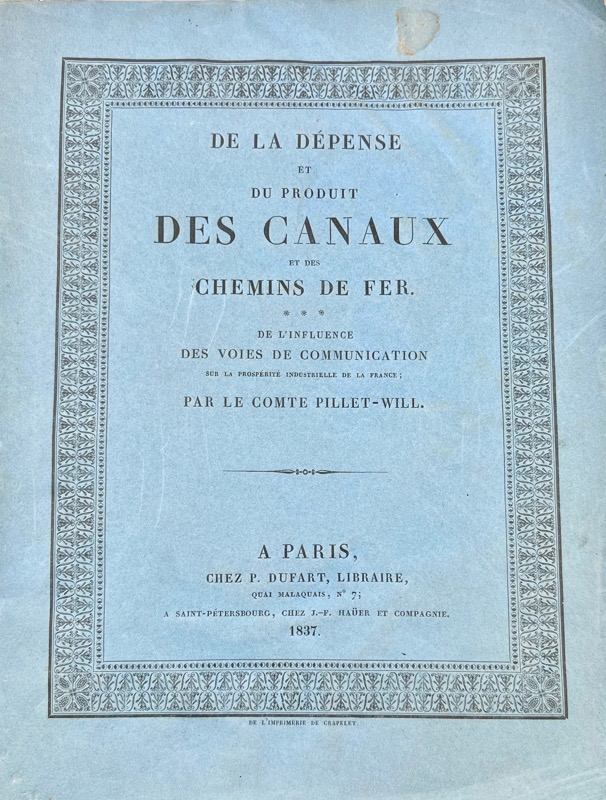 DE LA DÉPENSE
ET
DU PRODUIT
DES CANAUX
ET DES
CHEMINS DE FER.
* * *
DE L'INFLUENCE
DES VOIES DE COMMUNICATION
SUR LA PROSPÉRITÉ INDUSTRIELLE DE LA FRANCE;
PAR LE COMTE PILLET-WILL.
A PARIS,
CHEZ P. DUFART, LIBRAIRE,
QUAI MALAQUAIS, N° 7;
A SAINT-PÉTERSBOURG, CHEZ J.-F. HAÜER ET COMPAGNIE.
1837.
DE L'IMPRIMERIE DE CRAPELET